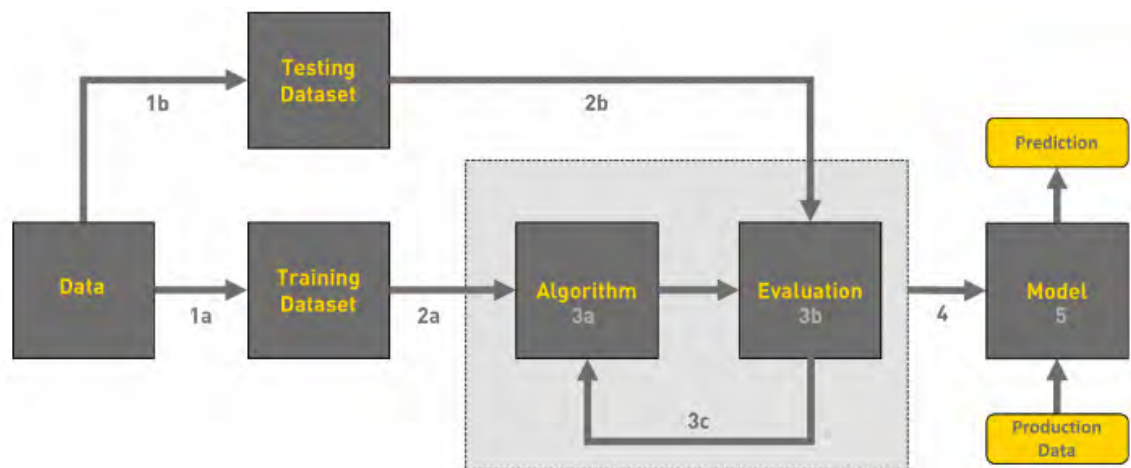 Testing
Dataset
1b
2b
Prediction
Data
1a
Training
Dataset
2a
Algorithm
3a
Evaluation
3b
4
Model
5
3c
Production
Data